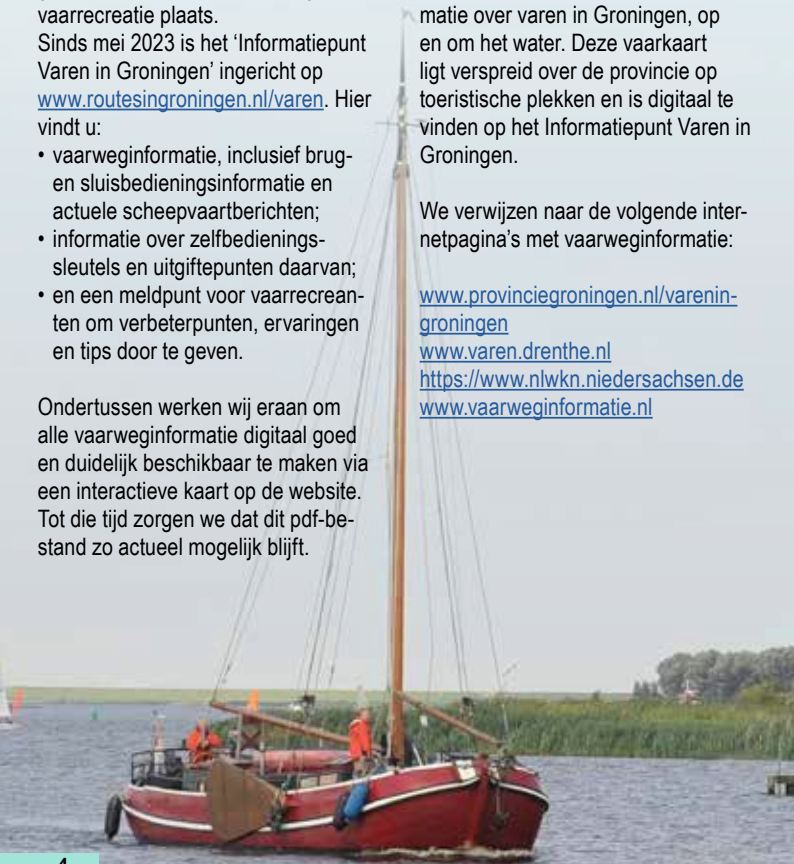 vaarrecreatie plaats.
Sinds mei 2023 is het ‘Informatiepunt
Varen in Groningen’ ingericht op
www.routesingroningen.nl/varen. Hier
vindt u:
• vaarweginformatie, inclusief brug-
en sluisbedieningsinformatie en
actuele scheepvaartberichten;
• informatie over zelfbedienings-
sleutels en uitgiftepunten daarvan;
• en een meldpunt voor vaarrecrean-
ten om verbeterpunten, ervaringen
en tips door te geven.
Ondertussen werken wij eraan om
alle vaarweginformatie digitaal goed
en duidelijk beschikbaar te maken via
een interactieve kaart op de website.
Tot die tijd zorgen we dat dit pdf-be-
stand zo actueel mogelijk blijft.
matie over varen in Groningen, op
en om het water. Deze vaarkaart
ligt verspreid over de provincie op
toeristische plekken en is digitaal te
vinden op het Informatiepunt Varen in
Groningen.
We verwijzen naar de volgende inter-
netpagina’s met vaarweginformatie:
www.provinciegroningen.nl/varenin-
groningen
www.varen.drenthe.nl
https://www.nlwkn.niedersachsen.de
www.vaarweginformatie.nl
4